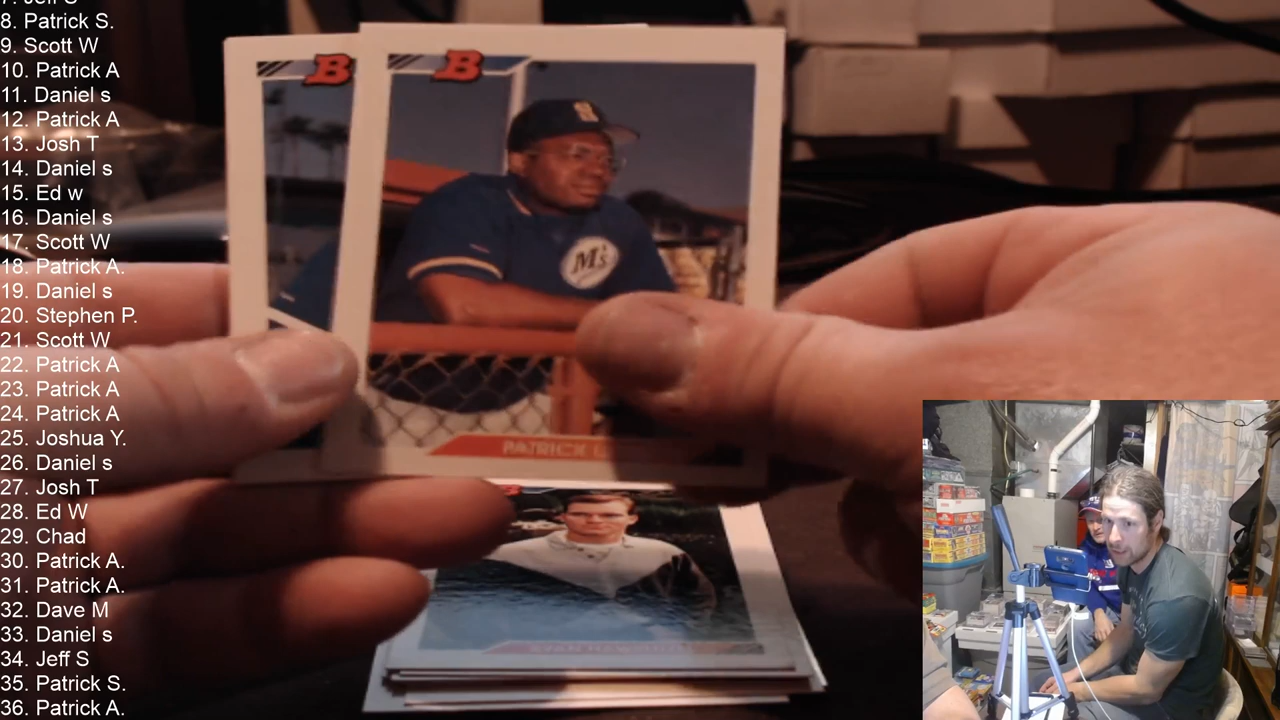 7. Jeff S
8. Patrick S.
9. Scott W
10. Patrick A
11. Daniel s
12. Patrick A
13. Josh T
14. Daniel s
15. Ed w
16. Daniel s
17. Scott W
18. Patrick A.
19. Daniel s
20. Stephen P.
21. Scott W
22. Patrick A
23. Patrick A
24. Patrick A
25. Joshua Y.
26. Daniel s
27. Josh T
28. Ed W
29. Chad
30. Patrick A.
31. Patrick A.
32. Dave M
33. Daniel s
34. Jeff S
35. Patrick S.
36. Patrick A.
B
B
M's
PATRICK